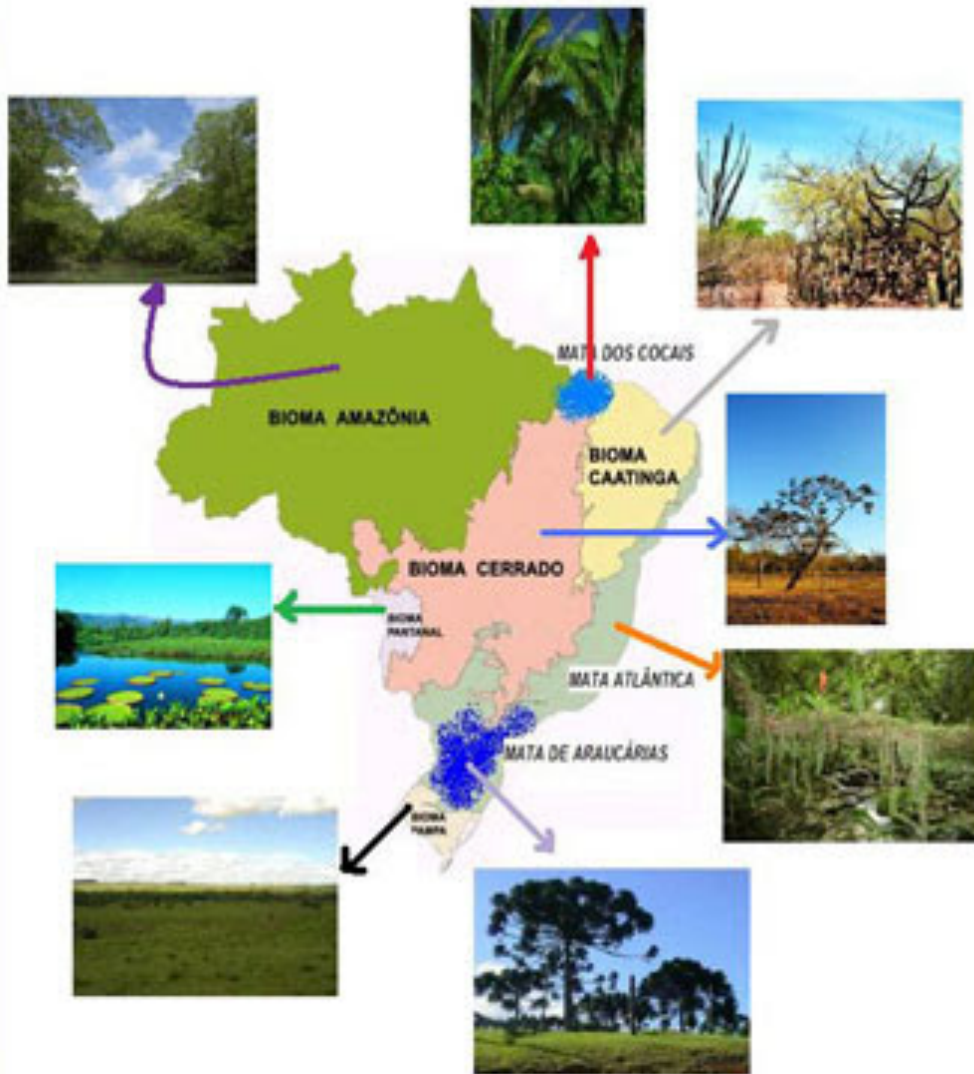 MATA DOS COCAIS
BIOMA AMAZÔNIA
BIOMA
CAATINGA
BIOMA CERRADO
BIOMA
PANTANAL
MATA ATLÂNTICA
MATA DE ARAUCÁRIAS
BIOMA
PAMPA